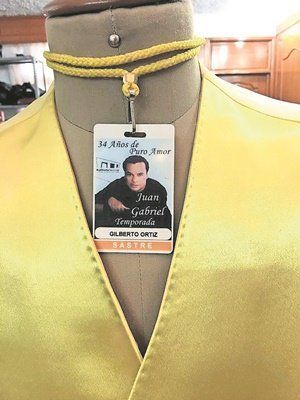 34 Años de
Puro Amor
Juan
Gabriel
Temporada
GILBERTO ORTIZ
SASTRE